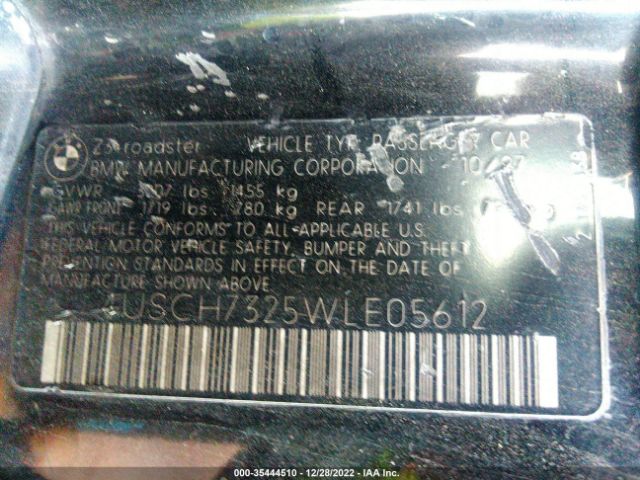 Z3 roadster VEHICLE TYP. PASSENGER CAR
BMW MANUFACTURING CORPORATION 10/97
GVWR lbs 1455 kg
GAWR FRONT 1719 lbs 780 kg REAR 1741 lbs
THIS VEHICLE CONFORMS TO ALL APPLICABLE U.S.
FEDERAL MOTOR VEHICLE SAFETY, BUMPER AND THEFT
PREVENTION STANDARDS IN EFFECT ON THE DATE OF
MANUFACTURE SHOWN ABOVE.
4USCH7325WLE05612
000-35444510 - 12/28/2022 - IAA Inc.